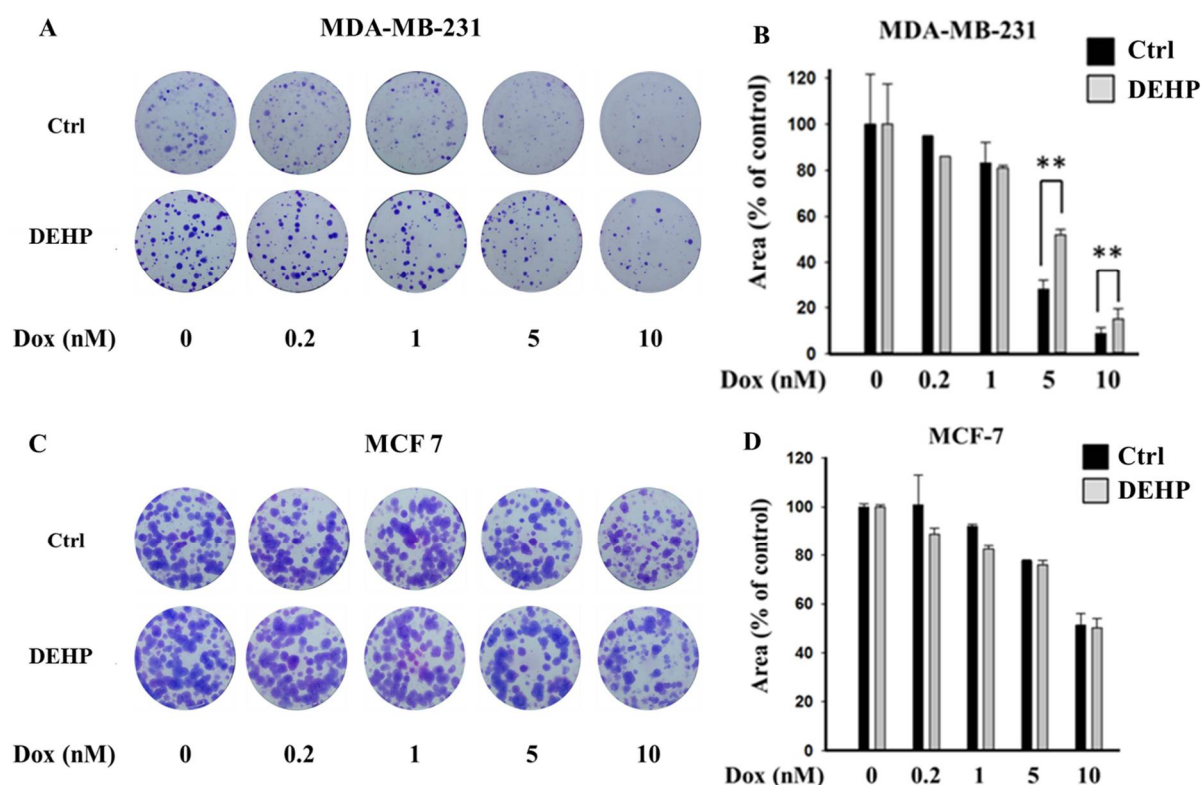 A
MDA-MB-231
Ctrl
DEHP
Dox (nM) 0 0.2 1 5 10
B
MDA-MB-231
Ctrl
DEHP
Area (% of control)
120
100
80
60
40
20
0
**
**
Dox (nM) 0 0.2 1 5 10
C
MCF 7
Ctrl
DEHP
Dox (nM) 0 0.2 1 5 10
D
MCF-7
Ctrl
DEHP
Area (% of control)
120
100
80
60
40
20
0
Dox (nM) 0 0.2 1 5 10